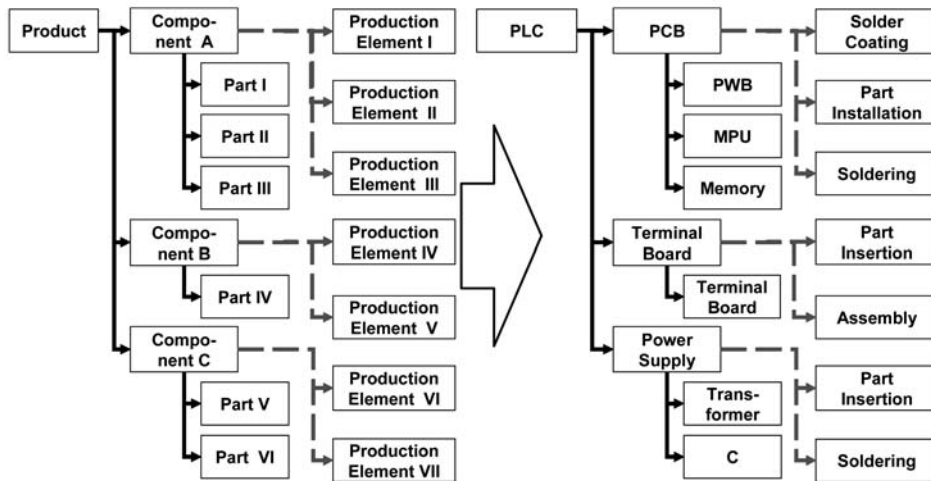 Product
Compo-
nent A
Production
Element I
Part I
Production
Element II
Part II
Production
Element III
Part III
Compo-
nent B
Production
Element IV
Part IV
Production
Element V
Compo-
nent C
Production
Element VI
Part V
Part VI
Production
Element VII
PLC
PCB
Solder
Coating
PWB
Part
Installation
MPU
Soldering
Memory
Terminal
Board
Part
Insertion
Terminal
Board
Assembly
Power
Supply
Part
Insertion
Trans-
former
C
Soldering